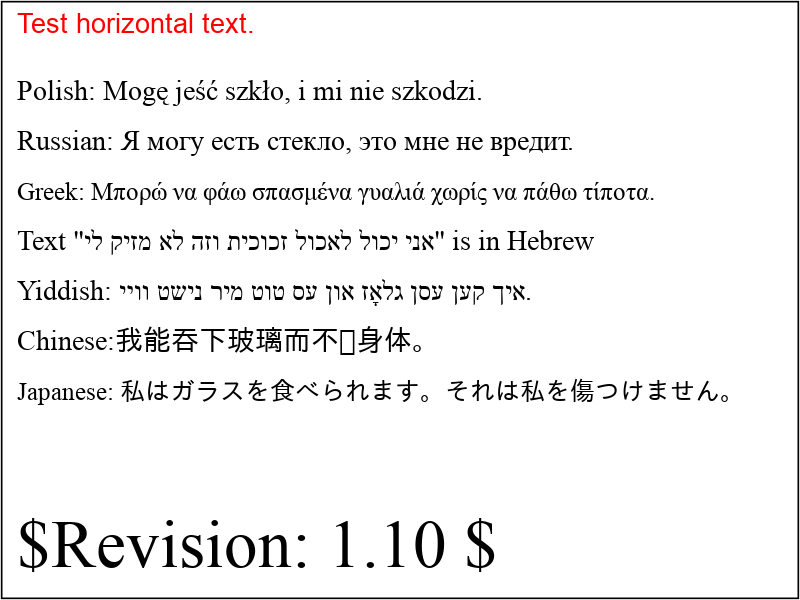 Test horizontal text.
Polish: Mogę jeść szkło, i mi nie szkodzi.
Russian: Я могу есть стекло, это мне не вредит.
Greek: Μπορώ να φάω σπασμένα γυαλιά χωρίς να πάθω τίποτα.
Text "אני יכול לאכול זכוכית וזה לא מזיק לי" is in Hebrew
Yiddish: איך קען עסן גלאָז און עס טוט מיר נישט װײ.
Chinese:我能吞下玻璃而不▯身体。
Japanese: 私はガラスを食べられます。それは私を傷つけません。
$Revision: 1.10 $